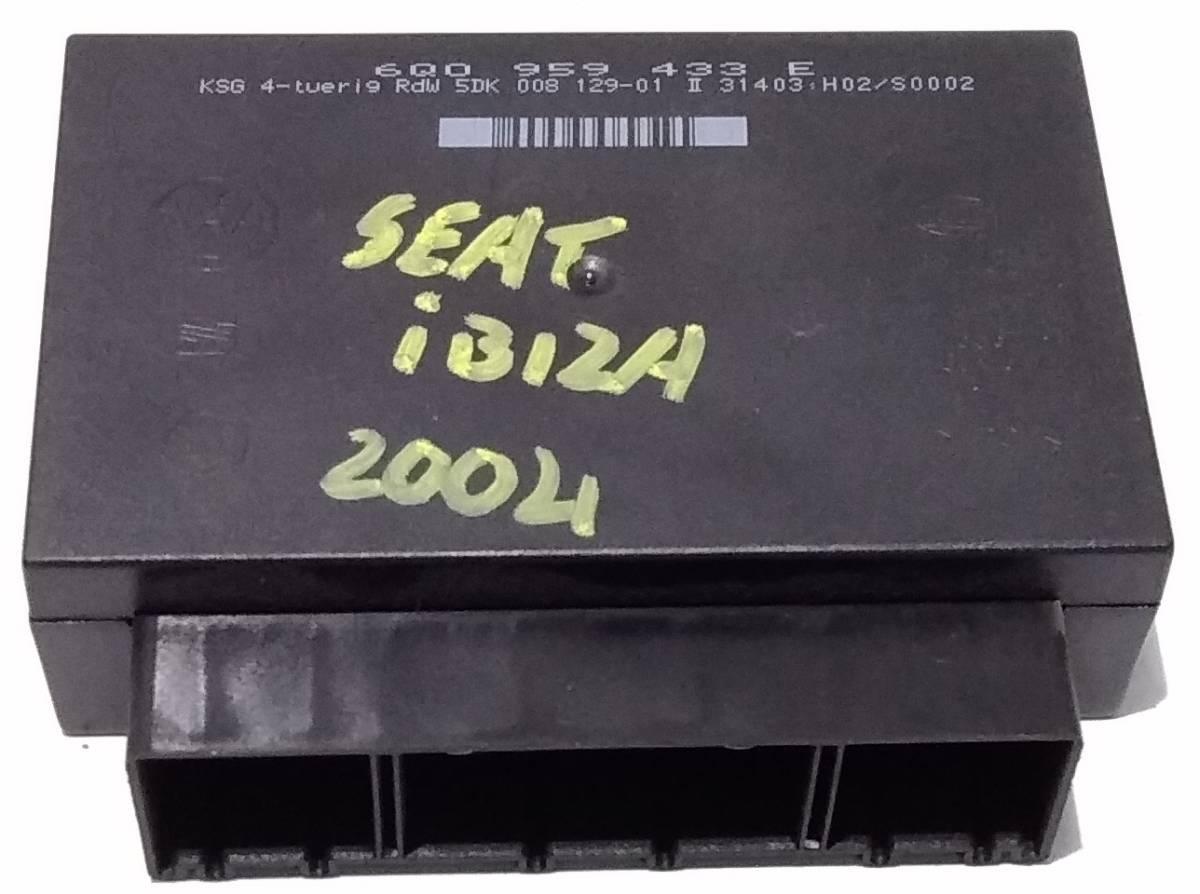 6Q0 959 433 E
KSG 4-tuerig RdW 5DK 008 129-01 II 31403 H02/S0002
SEAT
iBIZA
2004